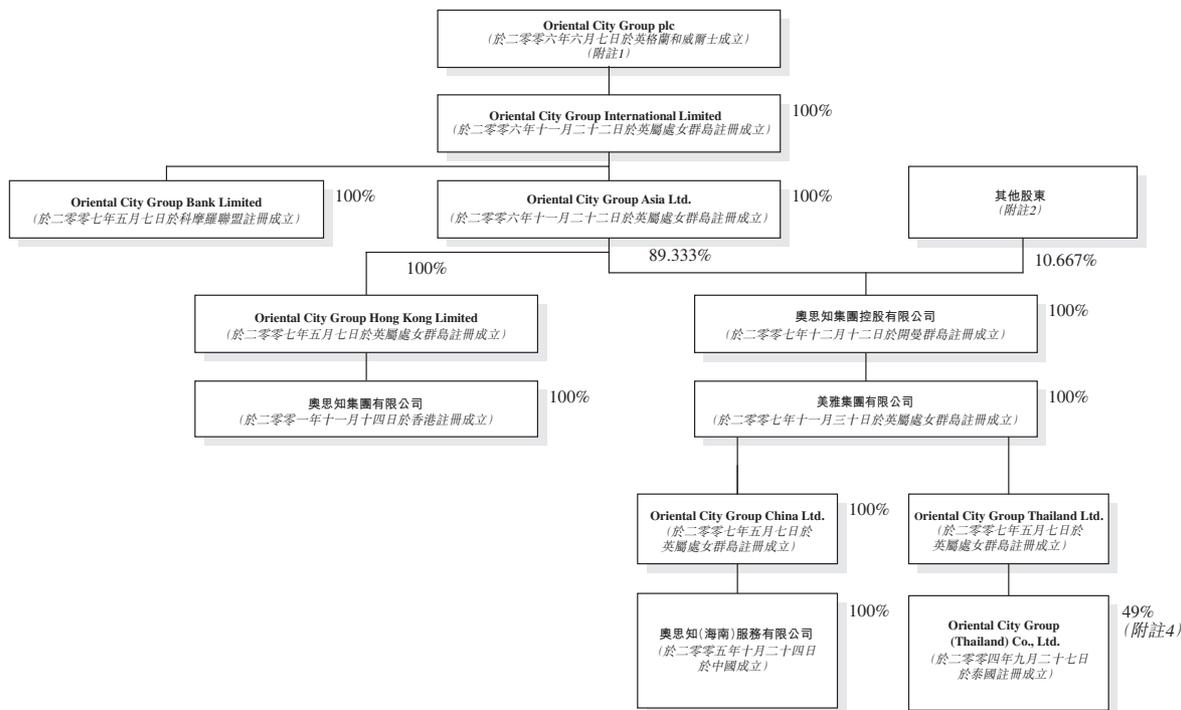 Oriental City Group plc
(於二零零六年六月七日於英格蘭和威爾士成立)
(附註1)
Oriental City Group International Limited
(於二零零六年十一月二十二日於英屬處女群島註冊成立)
100%
Oriental City Group Bank Limited
(於二零零七年五月七日於科摩羅聯盟註冊成立)
100%
Oriental City Group Asia Ltd.
(於二零零六年十一月二十二日於英屬處女群島註冊成立)
100%
其他股東
(附註2)
100%
89.333%
10.667%
Oriental City Group Hong Kong Limited
(於二零零七年五月七日於英屬處女群島註冊成立)
奧思知集團控股有限公司
(於二零零七年十二月十二日於開曼群島註冊成立)
100%
奧思知集團有限公司
(於二零零一年十一月十四日於香港註冊成立)
100%
美雅集團有限公司
(於二零零七年十一月三十日於英屬處女群島註冊成立)
100%
Oriental City Group China Ltd.
(於二零零七年五月七日於
英屬處女群島註冊成立)
100%
Oriental City Group Thailand Ltd.
(於二零零七年五月七日於
英屬處女群島註冊成立)
100%
奧思知(海南)服務有限公司
(於二零零五年十月二十四日
於中國成立)
100%
Oriental City Group
(Thailand) Co., Ltd.
(於二零零四年九月二十七日
於泰國註冊成立)
49%
(附註4)